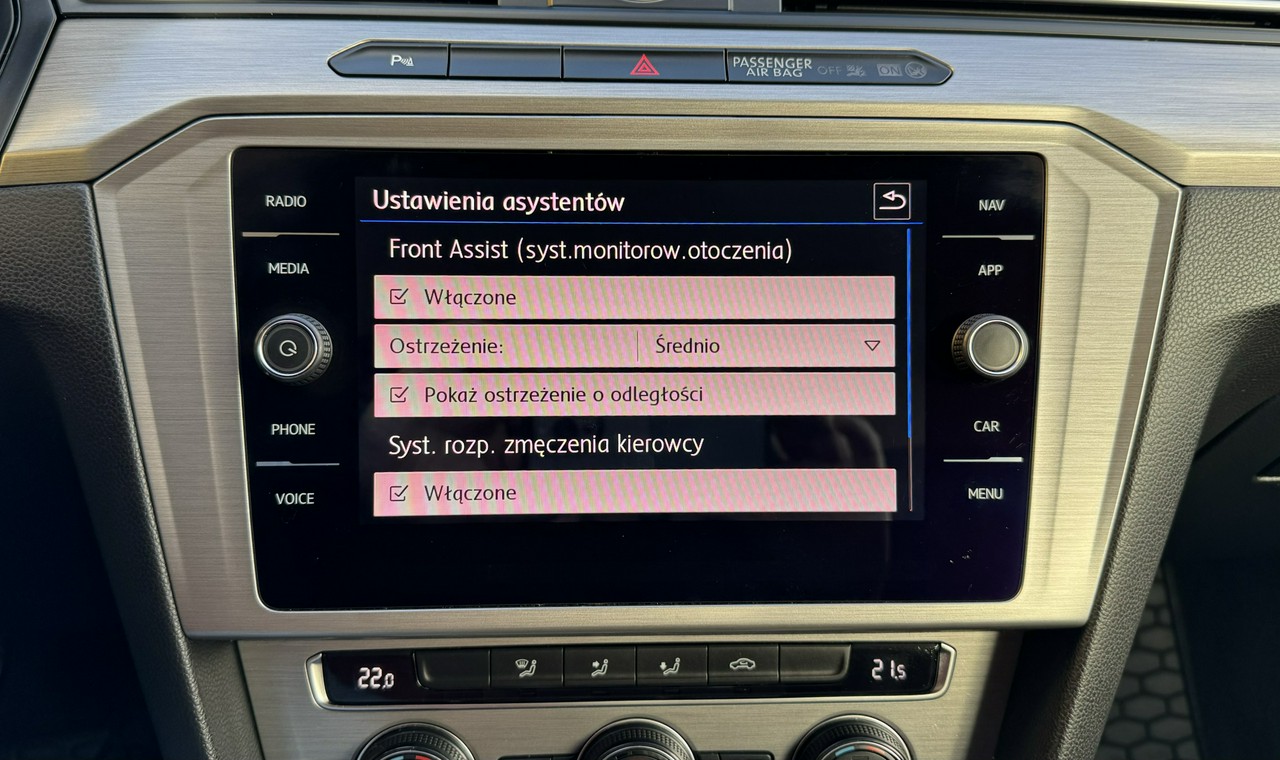 P
PASSENGER
AIR BAG OFF ON
RADIO
MEDIA
PHONE
VOICE
Ustawienia asystentów
Front Assist (syst.monitorow.otoczenia)
Włączone
Ostrzeżenie: Średnio
Pokaż ostrzeżenie o odległości
Syst. rozp. zmęczenia kierowcy
Włączone
NAV
APP
CAR
MENU
22.0
21.5